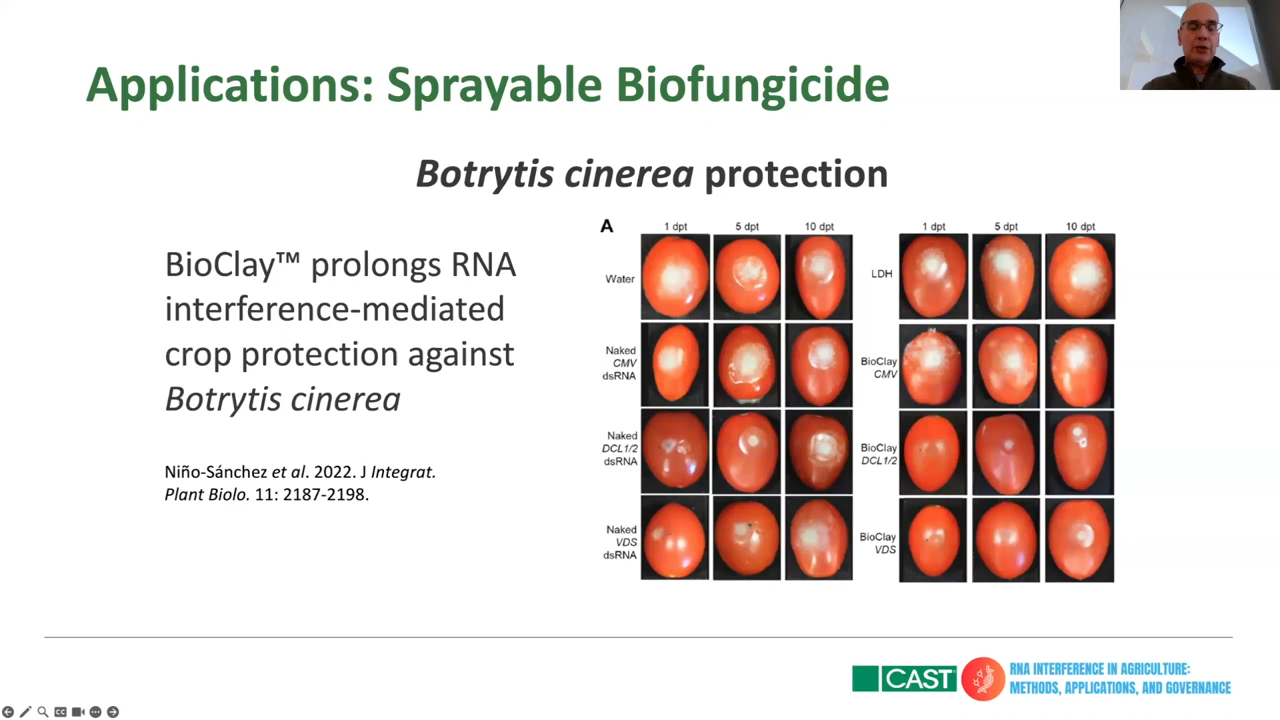 Applications: Sprayable Biofungicide
Botrytis cinerea protection
BioClay™ prolongs RNA
interference-mediated
crop protection against
Botrytis cinerea
Niño-Sánchez et al. 2022. J Integrat.
Plant Biolo. 11: 2187-2198.
A
1 dpt 5 dpt 10 dpt
Water
Naked
CMV
dsRNA
Naked
DCL1/2
dsRNA
Naked
VDS
dsRNA
1 dpt 5 dpt 10 dpt
LDH
BioClay
CMV
BioClay
DCL1/2
BioClay
VDS
CAST
RNA INTERFERENCE IN AGRICULTURE:
METHODS, APPLICATIONS, AND GOVERNANCE